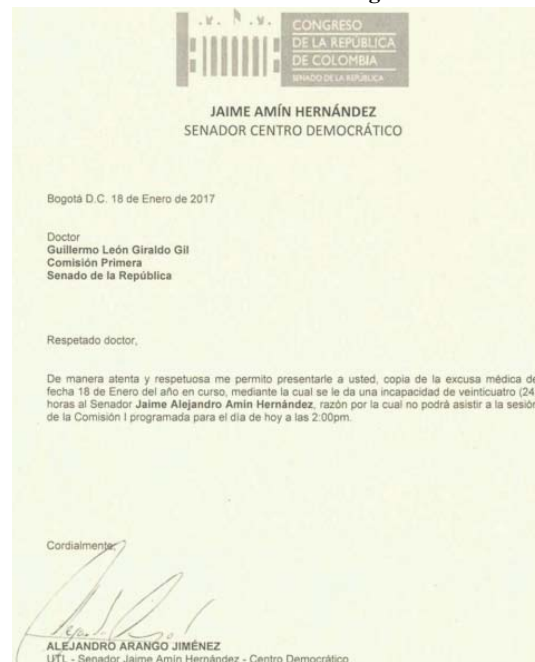 CONGRESO
DE LA REPÚBLICA
DE COLOMBIA
SENADO DE LA REPÚBLICA
JAIME AMÍN HERNÁNDEZ
SENADOR CENTRO DEMOCRÁTICO
Bogotá D.C. 18 de Enero de 2017
Doctor
Guillermo León Giraldo Gil
Comisión Primera
Senado de la República
Respetado doctor,
De manera atenta y respetuosa me permito presentarle a usted, copia de la excusa médica de
fecha 18 de Enero del año en curso, mediante la cual se le da una incapacidad de veinticuatro (24
horas al Senador Jaime Alejandro Amin Hernández, razón por la cual no podrá asistir a la sesión
de la Comisión I programada para el día de hoy a las 2:00pm.
Cordialmente,
ALEJANDRO ARANGO JIMÉNEZ
UTL - Senador Jaime Amín Hernández - Centro Democrático